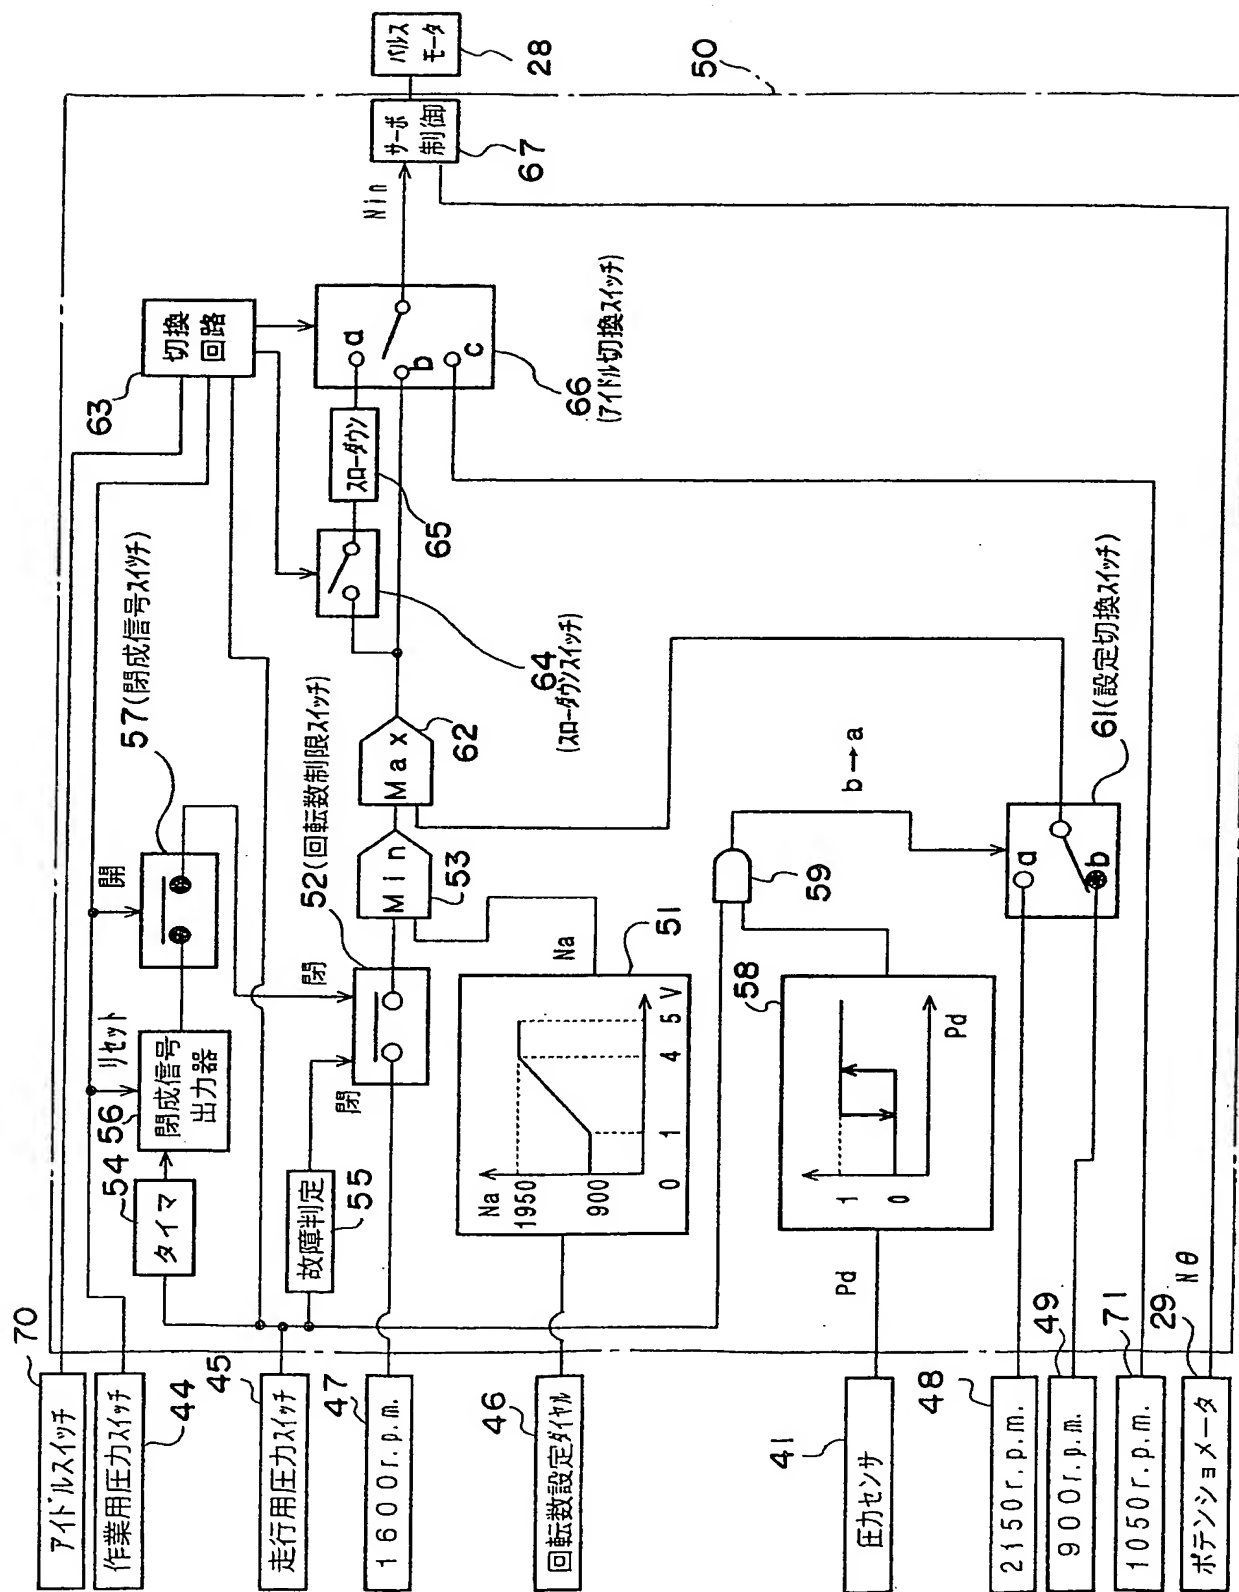 70
アイドルスイッチ
44
作業用圧力スイッチ
45
走行用圧力スイッチ
47
1600r.p.m.
46
回転数設定ダイヤル
41
圧力センサ
48
2150r.p.m.
49
900r.p.m.
71
1050r.p.m.
29
ポテンショメータ
Nθ
Pd
54
タイマ
56
閉成信号
出力器
リセット
開
57(閉成信号スイッチ)
55
故障判定
閉
閉
52(回転数制限スイッチ)
Min
53
Max
62
Na
51
Na
1950
900
0
1
4
5
V
58
1
0
Pd
59
b→a
61(設定切換スイッチ)
a
b
63
切換
回路
64
(スローダウンスイッチ)
スローダウン
65
a
b
c
66
(アイドル切換スイッチ)
Nin
サーボ
制御
67
パルス
モータ
28
50